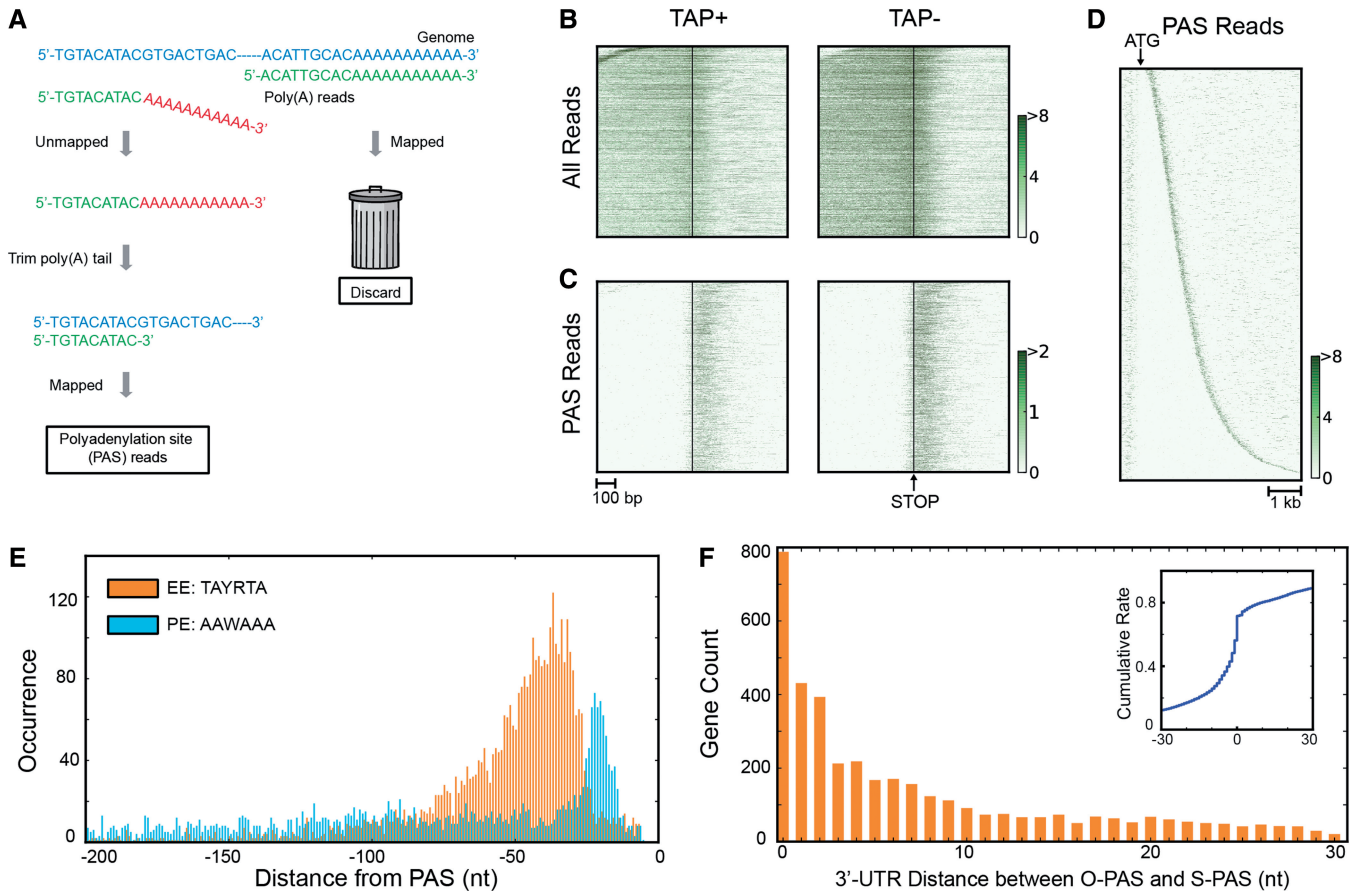 A
Genome
5'-TGTACATACGTGACTGAC-----ACATTGCACAAAAAAAAAAA-3'
5'-ACATTGCACAAAAAAAAAAA-3'
5'-TGTACATACAAAAAAAAAAA-3'
Poly(A) reads
Unmapped
Mapped
5'-TGTACATACAAAAAAAAAAA-3'
Trim poly(A) tail
Discard
5'-TGTACATACGTGACTGAC----3'
5'-TGTACATAC-3'
Mapped
Polyadenylation site
(PAS) reads
B
TAP+
TAP-
All Reads
>8
4
0
C
PAS Reads
>2
1
0
100 bp
STOP
D
PAS Reads
ATG
>8
4
0
1 kb
E
EE: TAYRTA
PE: AAWAAA
Occurrence
120
80
40
0
-200
-150
-100
-50
0
Distance from PAS (nt)
F
Gene Count
800
600
400
200
0
0
10
20
30
3'-UTR Distance between O-PAS and S-PAS (nt)
Cumulative Rate
0.8
0.4
0
-30
0
30